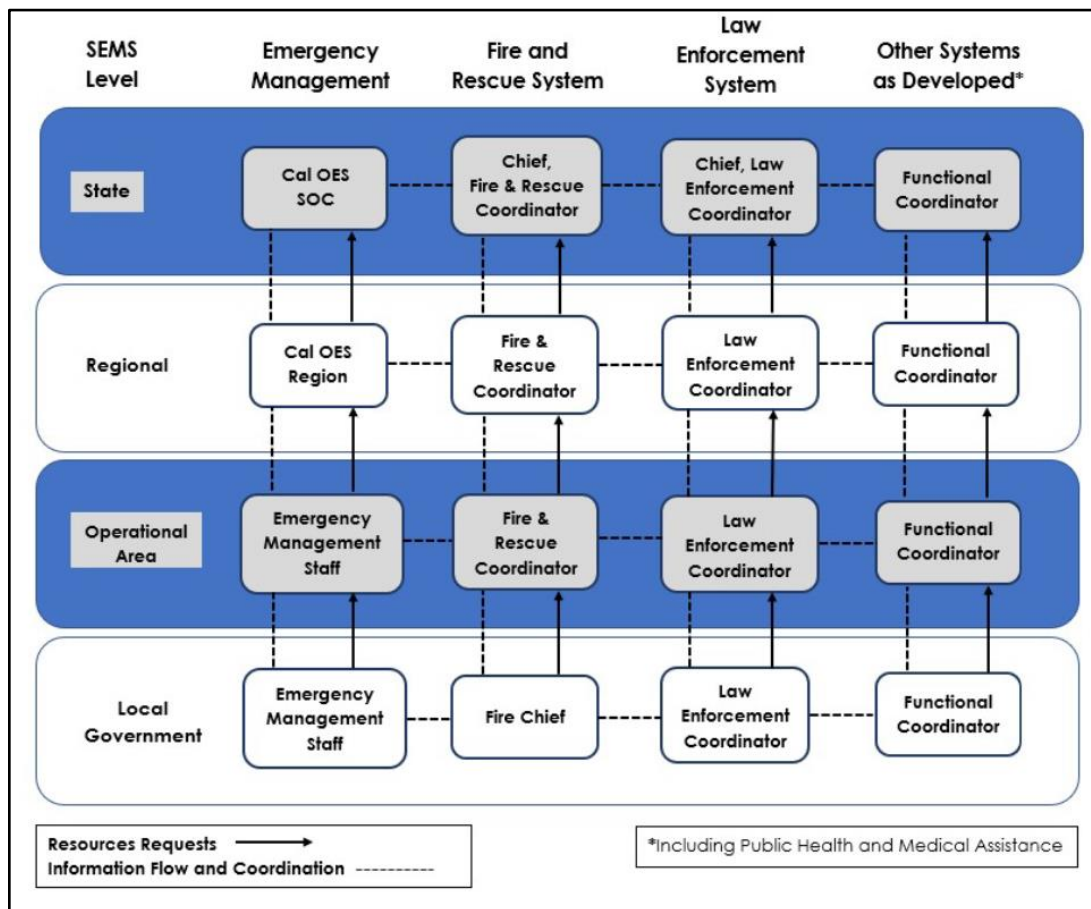 SEMS
Level
Emergency
Management
Fire and
Rescue System
Law
Enforcement
System
Other Systems
as Developed*
State
Cal OES
SOC
Chief,
Fire & Rescue
Coordinator
Chief, Law
Enforcement
Coordinator
Functional
Coordinator
Regional
Cal OES
Region
Fire &
Rescue
Coordinator
Law
Enforcement
Coordinator
Functional
Coordinator
Operational
Area
Emergency
Management
Staff
Fire &
Rescue
Coordinator
Law
Enforcement
Coordinator
Functional
Coordinator
Local
Government
Emergency
Management
Staff
Fire Chief
Law
Enforcement
Coordinator
Functional
Coordinator
Resources Requests
Information Flow and Coordination
*Including Public Health and Medical Assistance